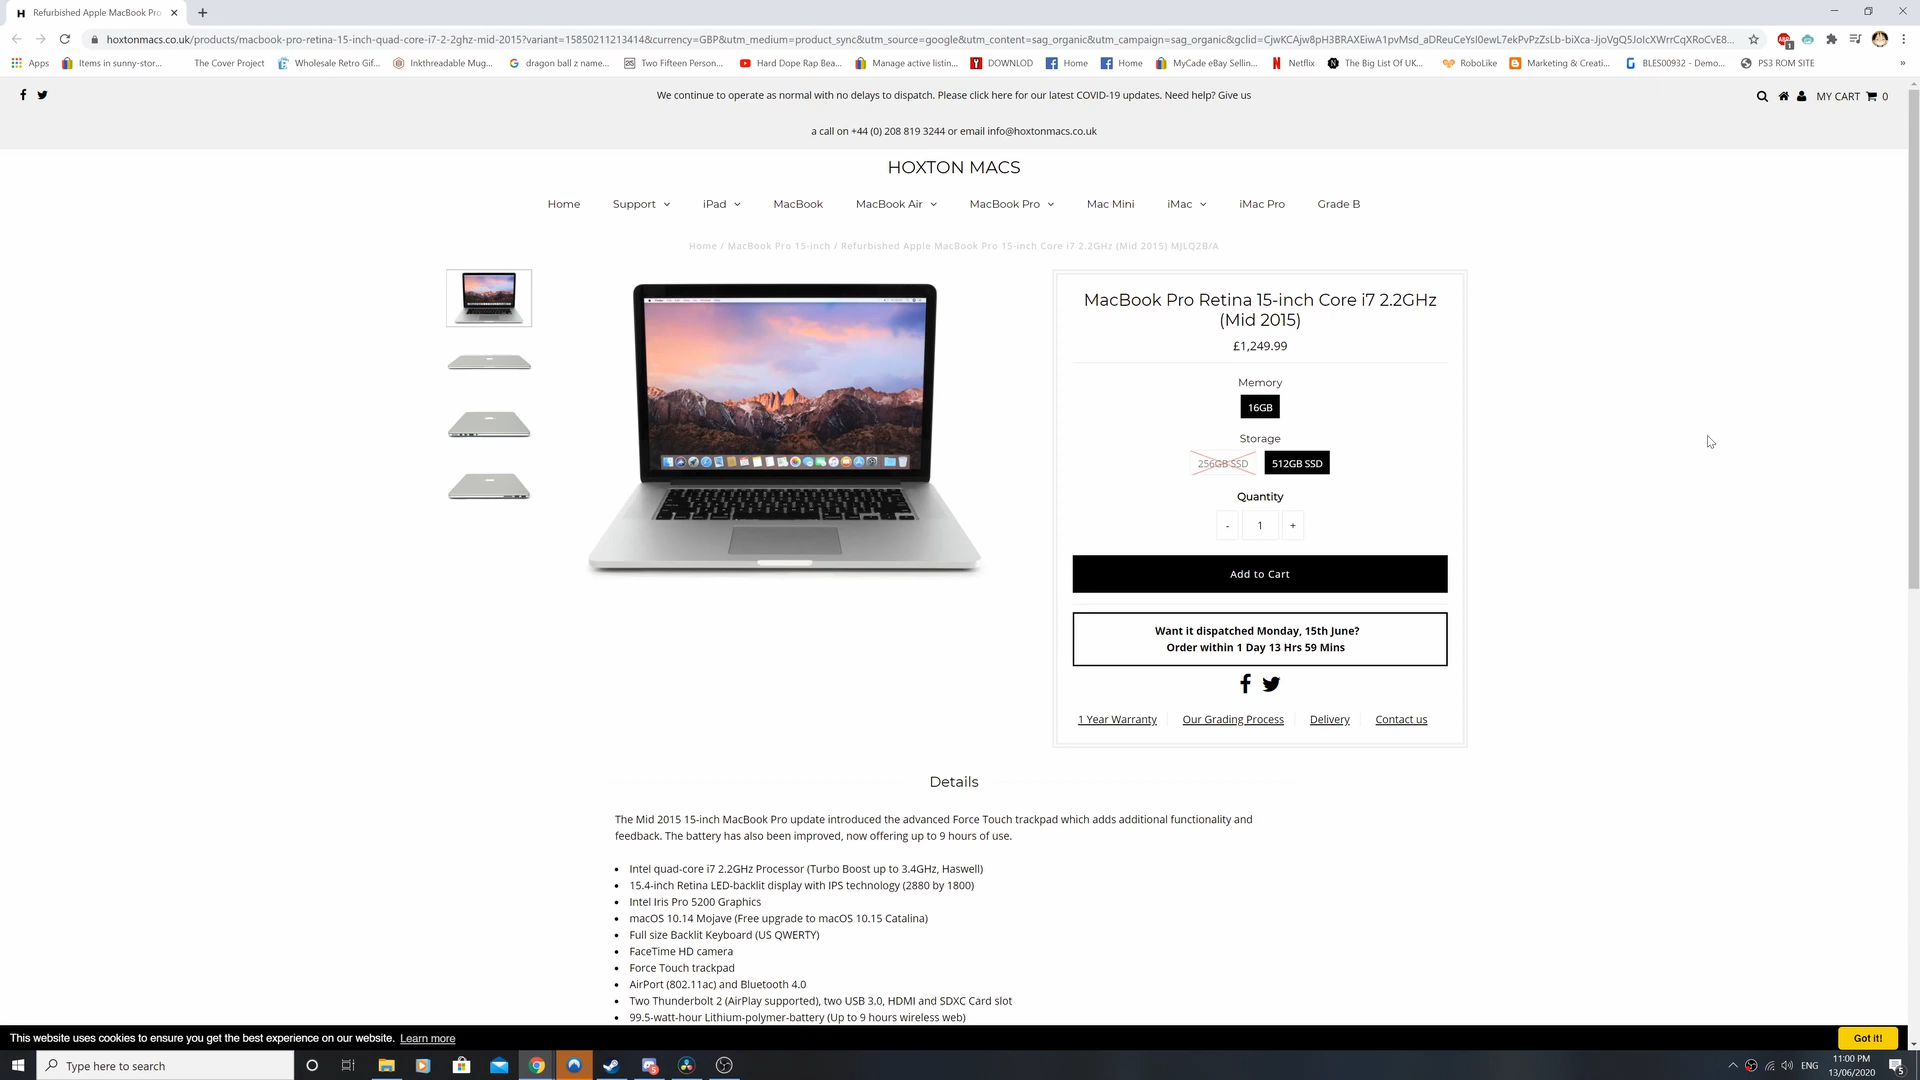 H Refurbished Apple MacBook Pro
hoxtonmacs.co.uk/products/macbook-pro-retina-15-inch-quad-core-i7-2-2ghz-mid-2015?variant=15850211213414&currency=GBP&utm_medium=product_sync&utm_source=google&utm_content=sag_organic&utm_campaign=sag_organic&gclid=CjwKCAjw8pH3BRAXEiwA1pvMsd_aDReuCeYsI0ewL7ekPvPzZsLb-biXca-JjoVgQ5JoIcXWrrCqXRoCvE8...
Apps Items in sunny-stor... The Cover Project Wholesale Retro Gif... Inkthreadable Mug... dragon ball z name... Two Fifteen Person... Hard Dope Rap Bea... Manage active listin... DOWNLOD Home Home MyCade eBay Sellin... Netflix The Big List Of UK... RoboLike Marketing & Creati... BLES00932 - Demo... PS3 ROM SITE »
We continue to operate as normal with no delays to dispatch. Please click here for our latest COVID-19 updates. Need help? Give us
MY CART 0
a call on +44 (0) 208 819 3244 or email info@hoxtonmacs.co.uk
HOXTON MACS
Home Support iPad MacBook MacBook Air MacBook Pro Mac Mini iMac iMac Pro Grade B
Home / MacBook Pro 15-inch / Refurbished Apple MacBook Pro 15-inch Core i7 2.2GHz (Mid 2015) MJLQ2B/A
MacBook Pro Retina 15-inch Core i7 2.2GHz
(Mid 2015)
£1,249.99
Memory
16GB
Storage
256GB SSD 512GB SSD
Quantity
- 1 +
Add to Cart
Want it dispatched Monday, 15th June?
Order within 1 Day 13 Hrs 59 Mins
1 Year Warranty Our Grading Process Delivery Contact us
Details
The Mid 2015 15-inch MacBook Pro update introduced the advanced Force Touch trackpad which adds additional functionality and
feedback. The battery has also been improved, now offering up to 9 hours of use.
• Intel quad-core i7 2.2GHz Processor (Turbo Boost up to 3.4GHz, Haswell)
• 15.4-inch Retina LED-backlit display with IPS technology (2880 by 1800)
• Intel Iris Pro 5200 Graphics
• macOS 10.14 Mojave (Free upgrade to macOS 10.15 Catalina)
• Full size Backlit Keyboard (US QWERTY)
• FaceTime HD camera
• Force Touch trackpad
• AirPort (802.11ac) and Bluetooth 4.0
• Two Thunderbolt 2 (AirPlay supported), two USB 3.0, HDMI and SDXC Card slot
• 99.5-watt-hour Lithium-polymer-battery (Up to 9 hours wireless web)
This website uses cookies to ensure you get the best experience on our website. Learn more
Got it!
Type here to search
ENG
11:00 PM
13/06/2020
5